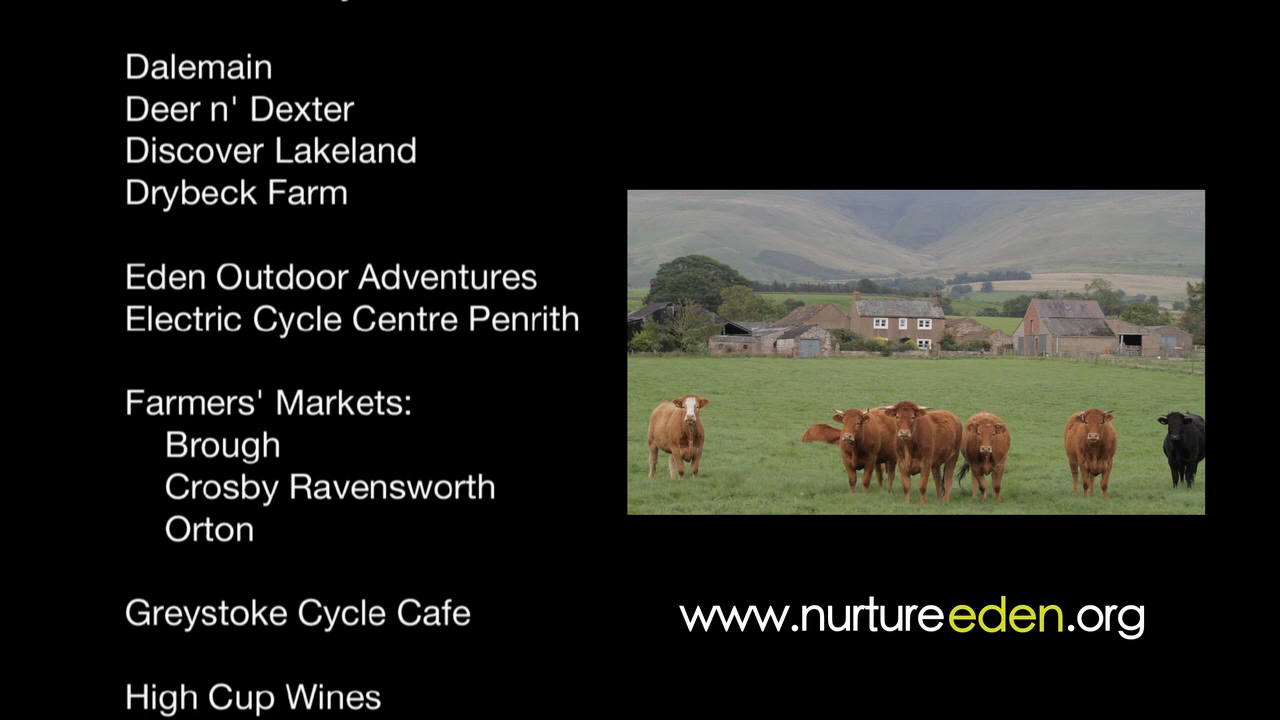 Dalemain
Deer n' Dexter
Discover Lakeland
Drybeck Farm
Eden Outdoor Adventures
Electric Cycle Centre Penrith
Farmers' Markets:
Brough
Crosby Ravensworth
Orton
Greystoke Cycle Cafe
High Cup Wines
www.nurtureeden.org